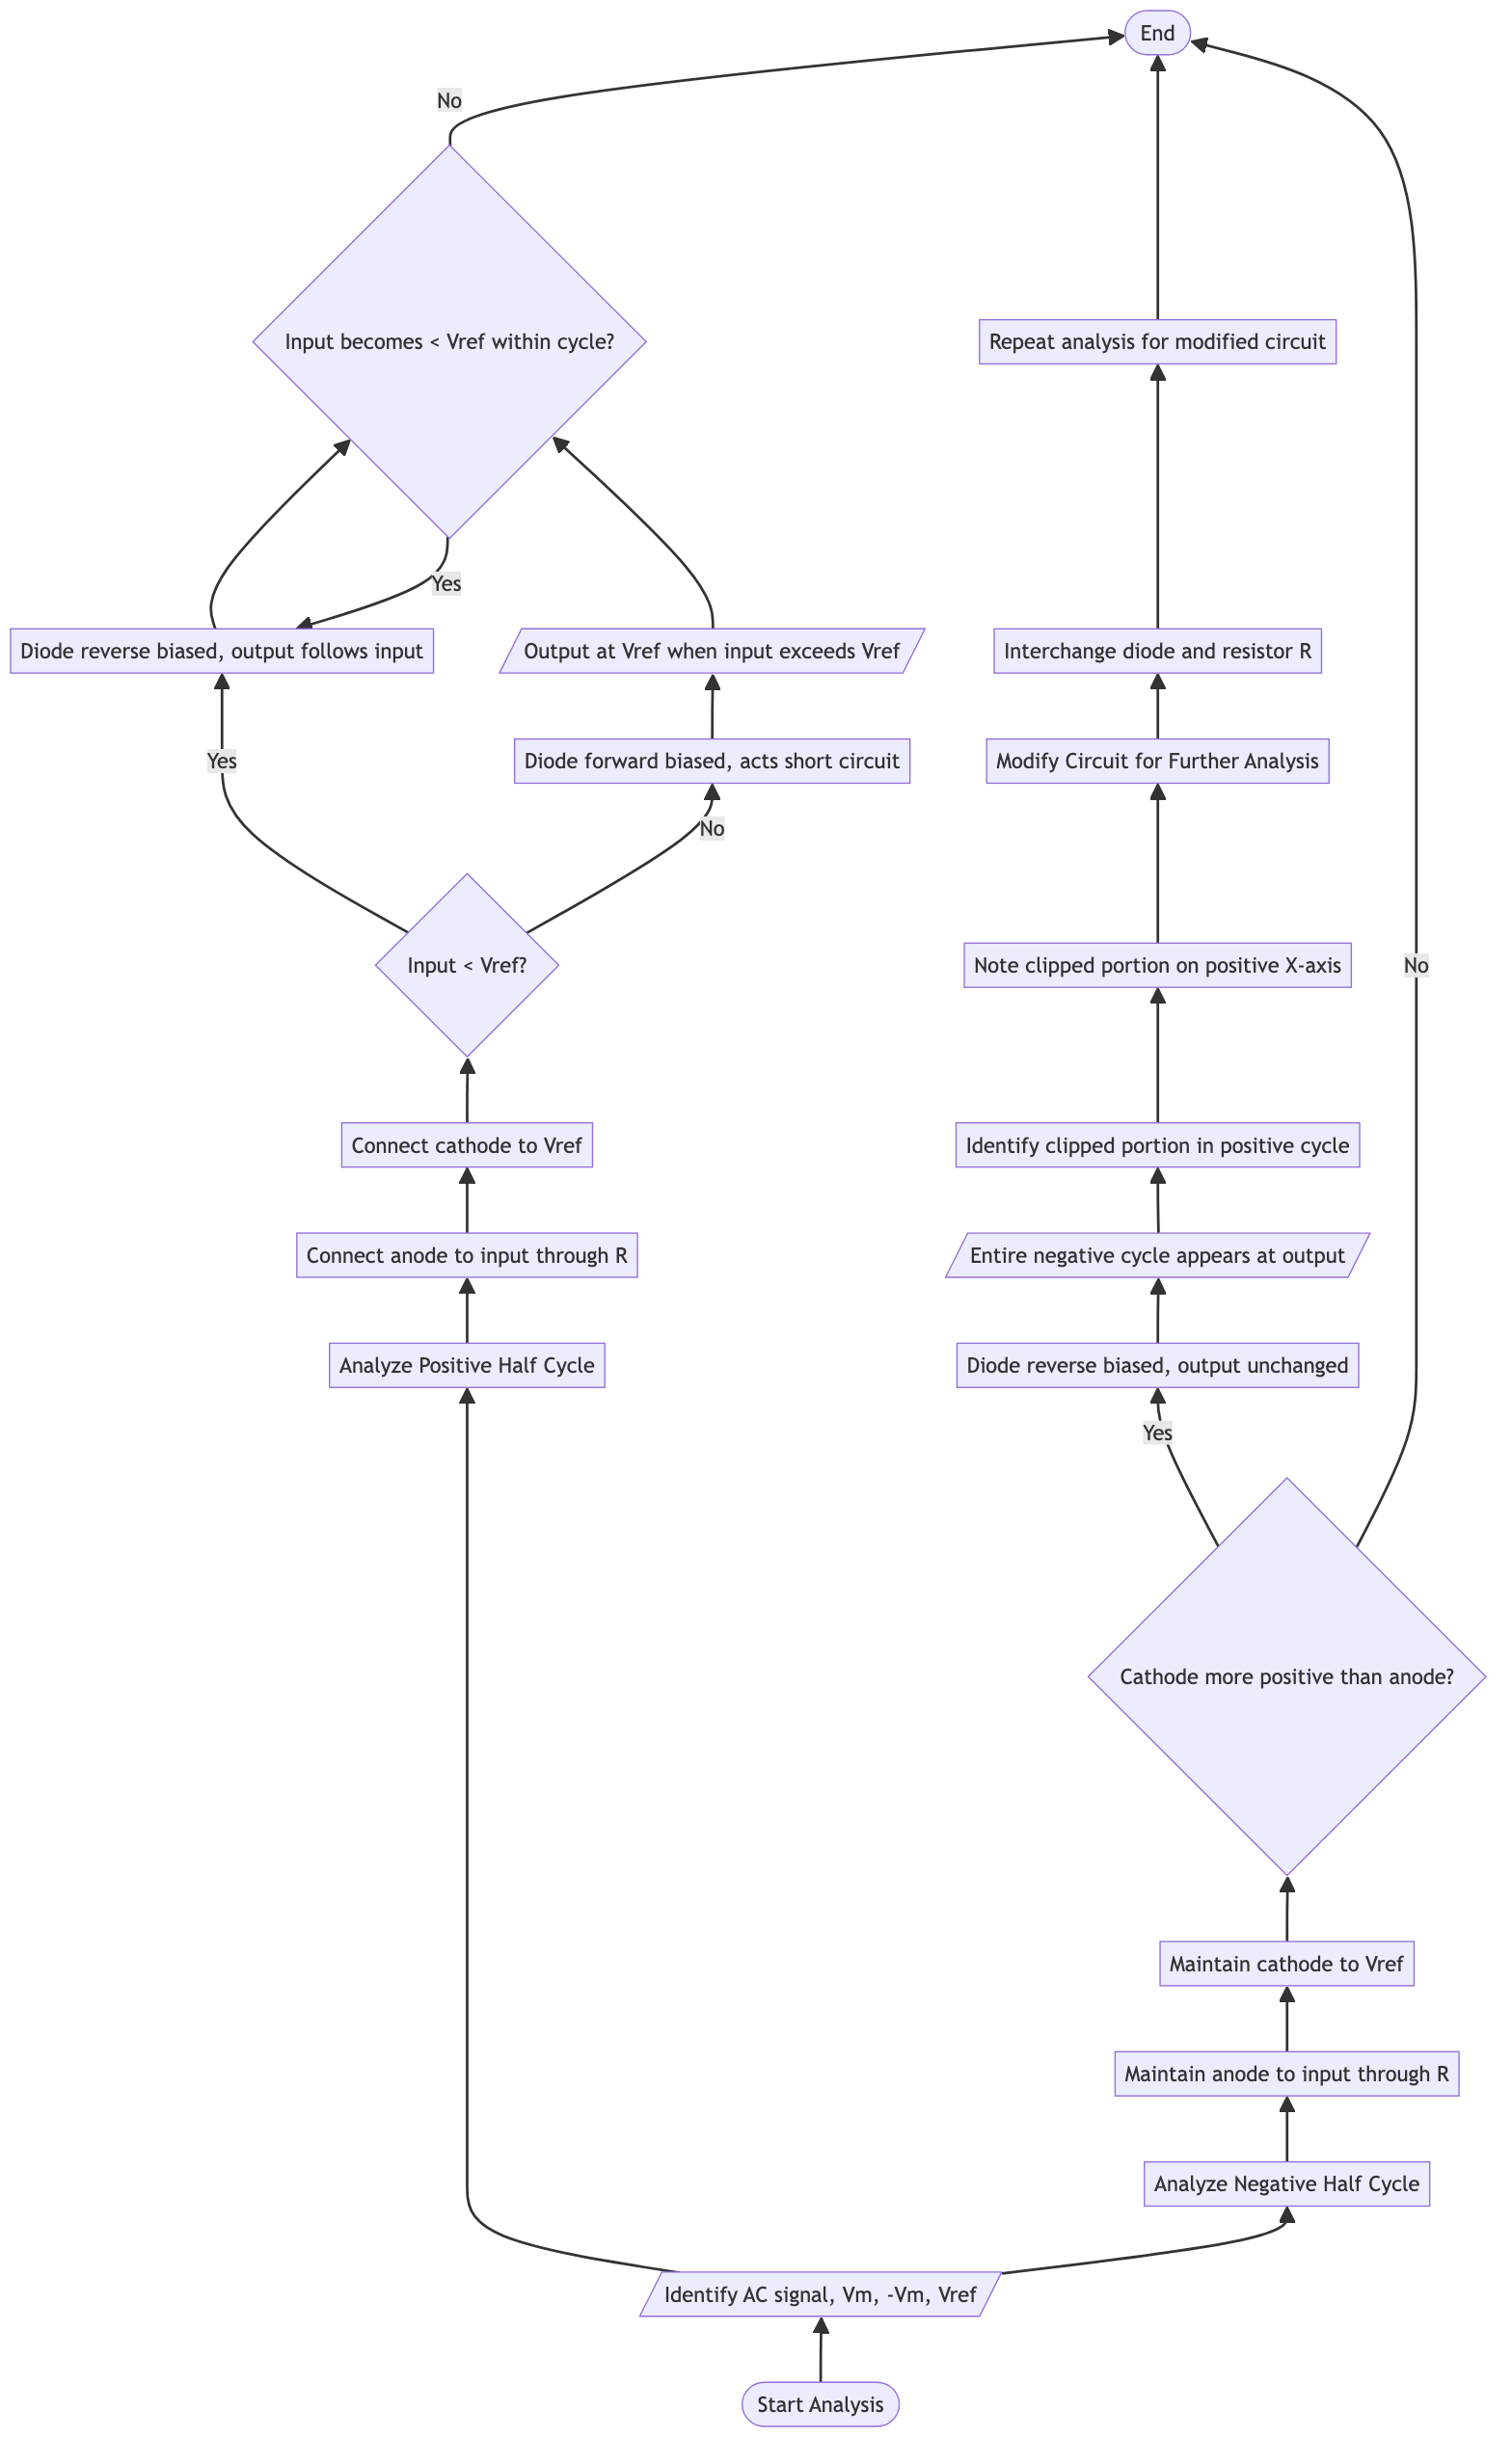 End
No
Input becomes < Vref within cycle?
Repeat analysis for modified circuit
Yes
Diode reverse biased, output follows input
Output at Vref when input exceeds Vref
Interchange diode and resistor R
Yes
Diode forward biased, acts short circuit
Modify Circuit for Further Analysis
No
Input < Vref?
Note clipped portion on positive X-axis
No
Connect cathode to Vref
Identify clipped portion in positive cycle
Connect anode to input through R
Entire negative cycle appears at output
Analyze Positive Half Cycle
Diode reverse biased, output unchanged
Yes
Cathode more positive than anode?
Maintain cathode to Vref
Maintain anode to input through R
Analyze Negative Half Cycle
Identify AC signal, Vm, -Vm, Vref
Start Analysis